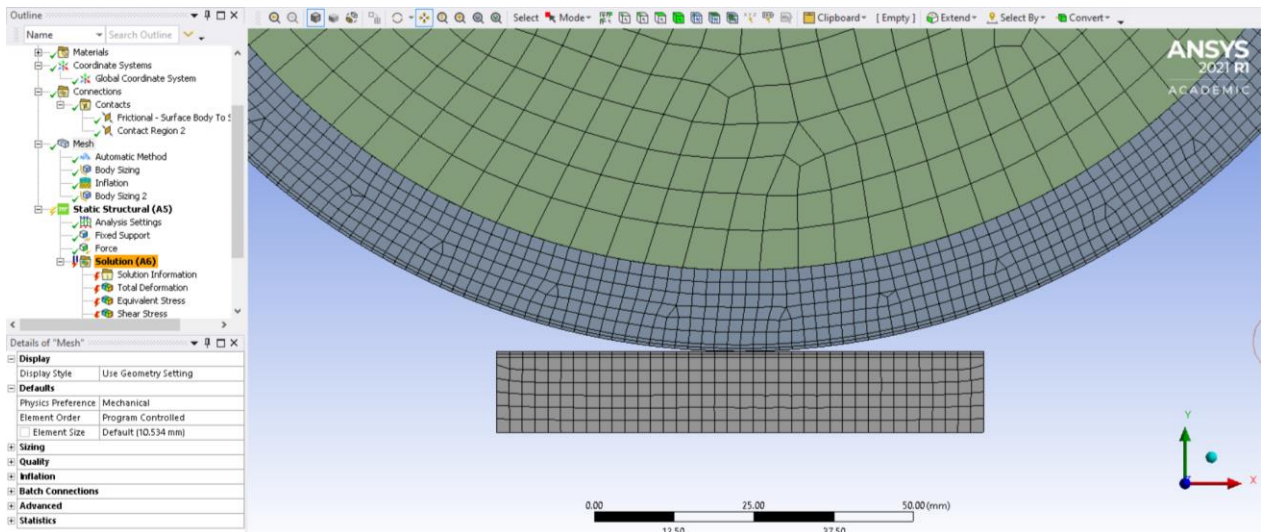 Outline
Name Search Outline
Materials
Coordinate Systems
Global Coordinate System
Connections
Contacts
Frictional - Surface Body To S
Contact Region 2
Mesh
Automatic Method
Body Sizing
Inflation
Body Sizing 2
Static Structural (A5)
Analysis Settings
Fixed Support
Force
Solution (A6)
Solution Information
Total Deformation
Equivalent Stress
Shear Stress
Details of "Mesh"
Display
Display Style Use Geometry Setting
Defaults
Physics Preference Mechanical
Element Order Program Controlled
Element Size Default (10.534 mm)
Sizing
Quality
Inflation
Batch Connections
Advanced
Statistics
Select Mode Clipboard [ Empty ] Extend Select By Convert
ANSYS
2021 R1
ACADEMIC
0.00 25.00 50.00 (mm)
12.50 37.50
Y
X